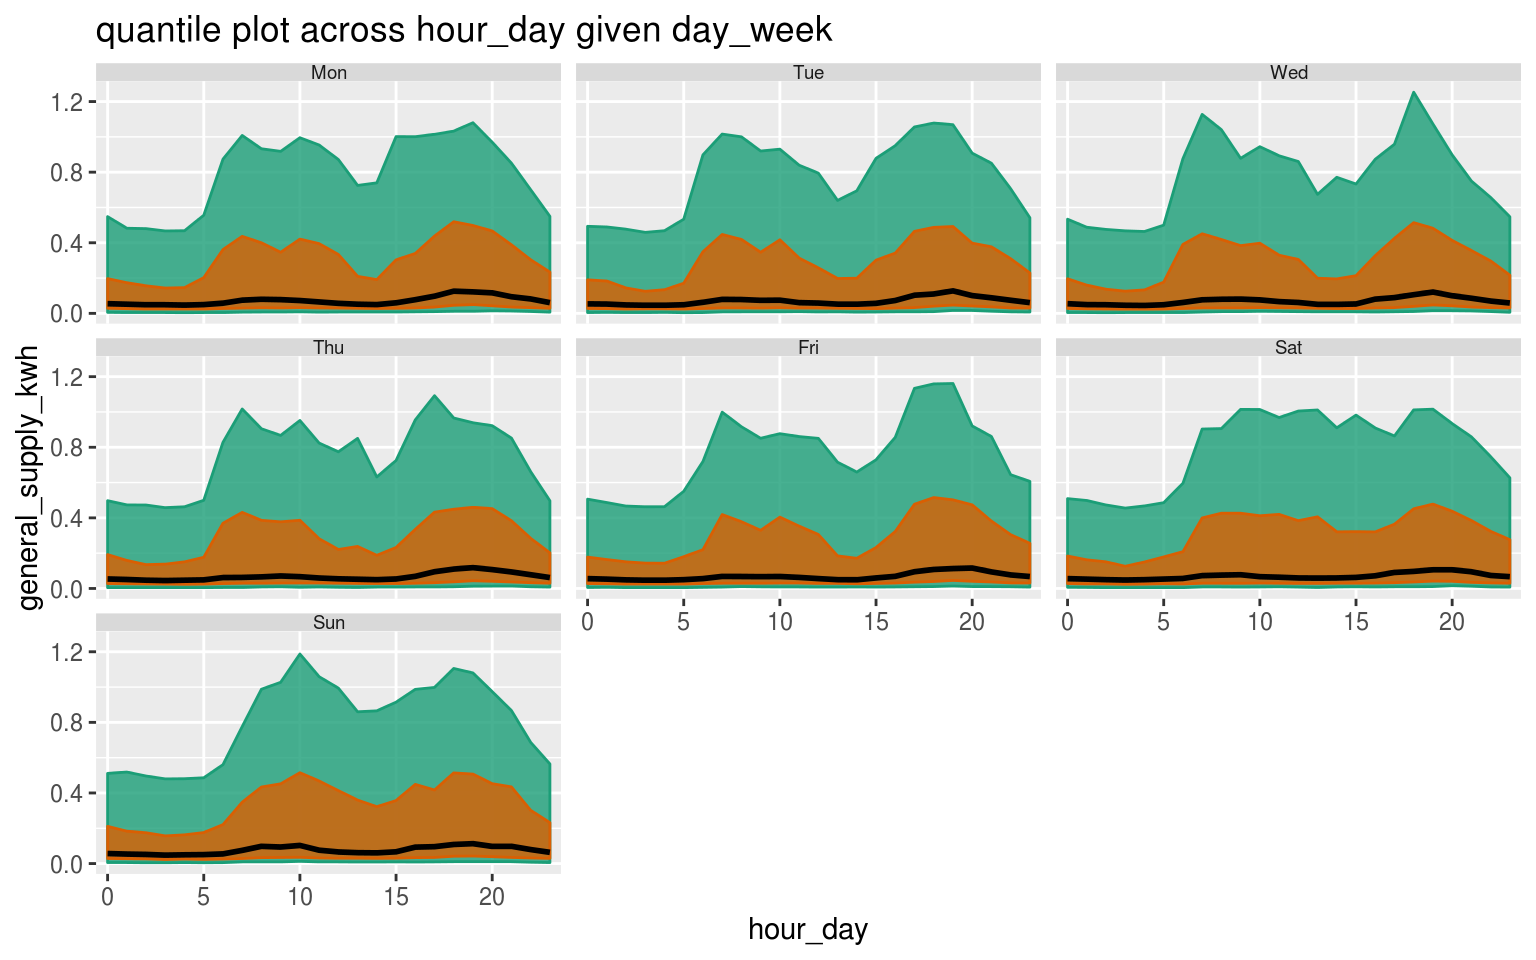 quantile plot across hour_day given day_week
Mon Tue Wed
1.2
0.8
0.4
0.0
Thu Fri Sat
1.2
0.8
0.4
0.0
0 5 10 15 20 0 5 10 15 20
Sun
1.2
0.8
0.4
0.0
0 5 10 15 20
general_supply_kwh
hour_day